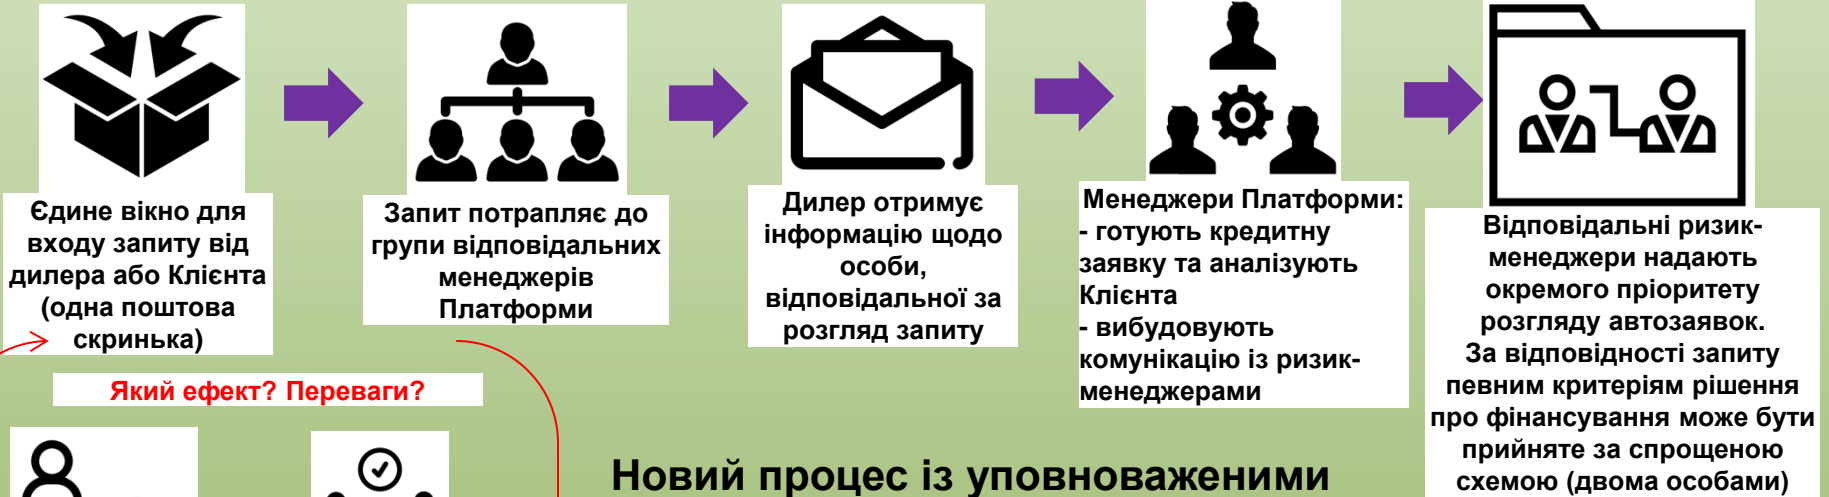 Єдине вікно для
входу запиту від
дилера або Клієнта
(одна поштова
скринька)
Запит потрапляє до
групи відповідальних
менеджерів
Платформи
Дилер отримує
інформацію щодо
особи,
відповідальної за
розгляд запиту
Менеджери Платформи:
- готують кредитну
заявку та аналізують
Клієнта
- вибудовують
комунікацію із ризик-
менеджерами
Відповідальні ризик-
менеджери надають
окремого пріоритету
розгляду автозаявок.
За відповідності запиту
певним критеріям рішення
про фінансування може бути
прийняте за спрощеною
схемою (двома особами)
Який ефект? Переваги?
Новий процес із уповноваженими